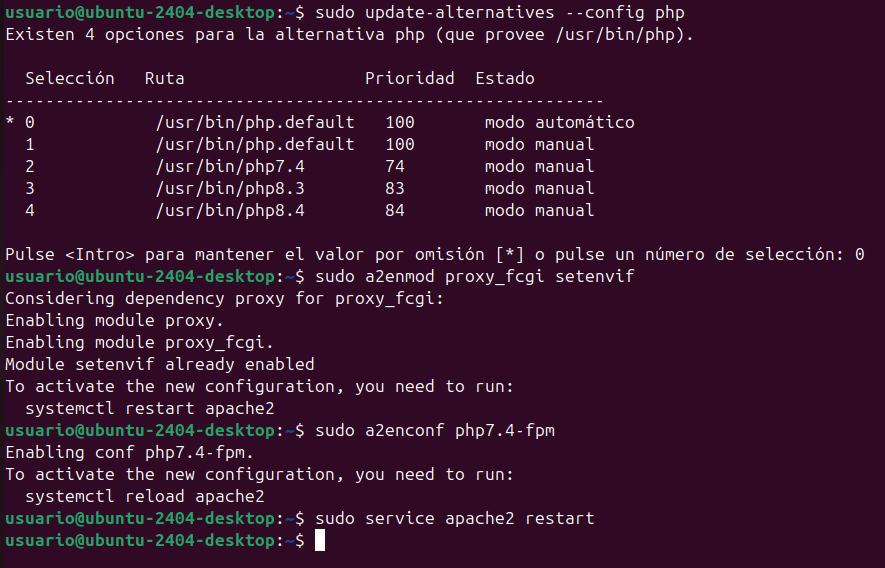 usuario@ubuntu-2404-desktop:~$ sudo update-alternatives --config php
Existen 4 opciones para la alternativa php (que provee /usr/bin/php).
Selección Ruta Prioridad Estado
------------------------------------------------------------
* 0 /usr/bin/php.default 100 modo automático
1 /usr/bin/php.default 100 modo manual
2 /usr/bin/php7.4 74 modo manual
3 /usr/bin/php8.3 83 modo manual
4 /usr/bin/php8.4 84 modo manual
Pulse <Intro> para mantener el valor por omisión [*] o pulse un número de selección: 0
usuario@ubuntu-2404-desktop:~$ sudo a2enmod proxy_fcgi setenvif
Considering dependency proxy for proxy_fcgi:
Enabling module proxy.
Enabling module proxy_fcgi.
Module setenvif already enabled
To activate the new configuration, you need to run:
systemctl restart apache2
usuario@ubuntu-2404-desktop:~$ sudo a2enconf php7.4-fpm
Enabling conf php7.4-fpm.
To activate the new configuration, you need to run:
systemctl reload apache2
usuario@ubuntu-2404-desktop:~$ sudo service apache2 restart
usuario@ubuntu-2404-desktop:~$